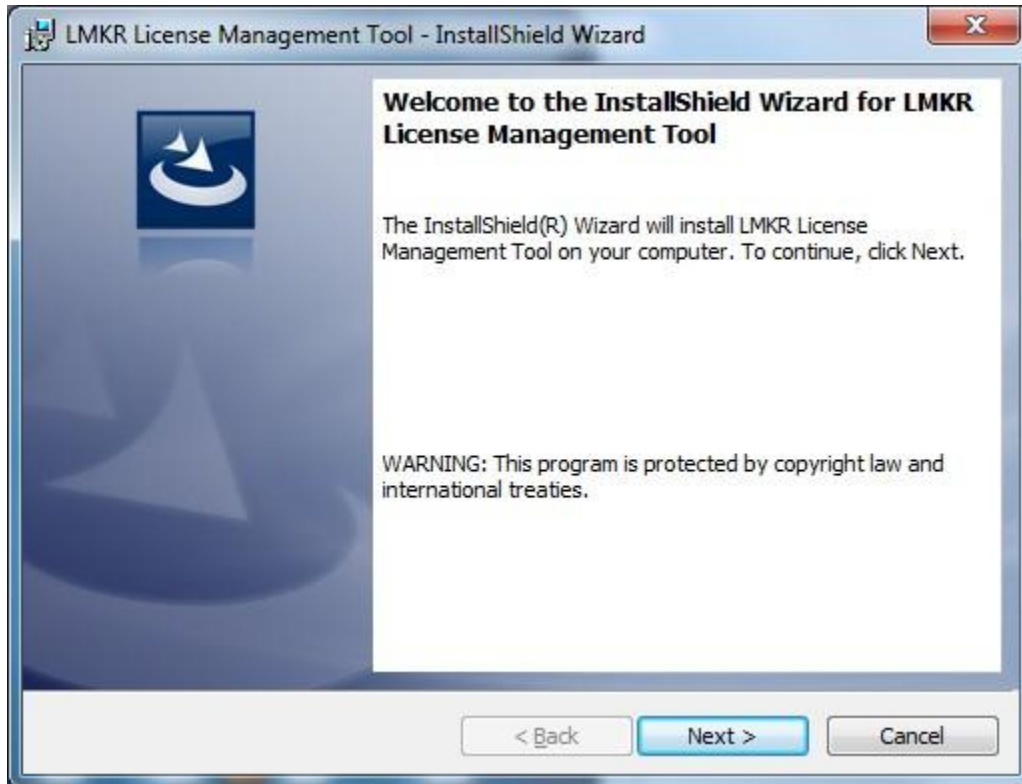 LMKR License Management Tool - InstallShield Wizard
Welcome to the InstallShield Wizard for LMKR
License Management Tool
The InstallShield(R) Wizard will install LMKR License
Management Tool on your computer. To continue, click Next.
WARNING: This program is protected by copyright law and
international treaties.
< Back
Next >
Cancel